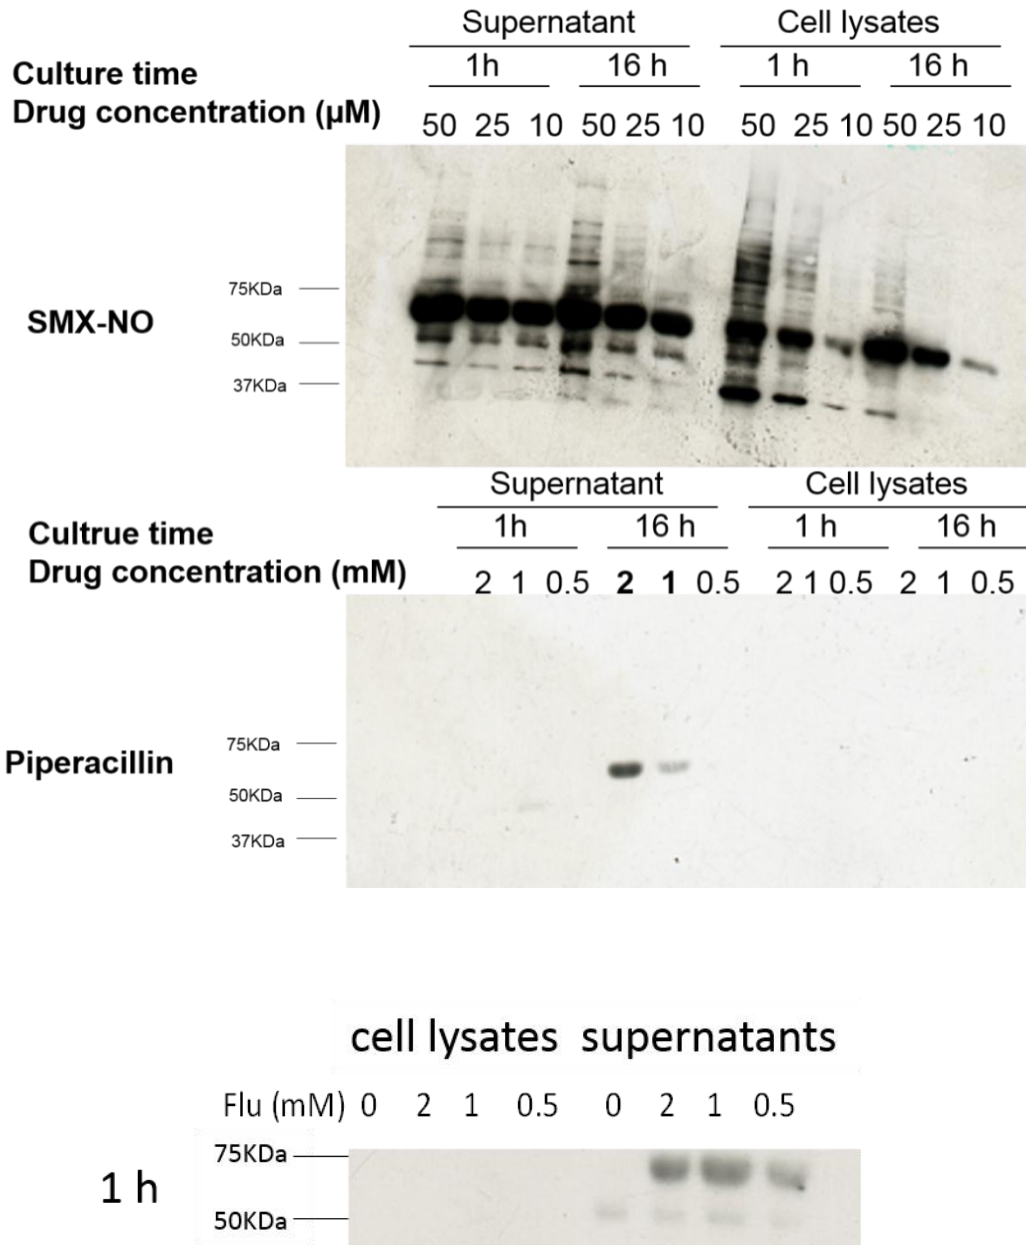 Supernatant Cell lysates
Culture time 1h 16 h 1 h 16 h
Drug concentration (µM) 50 25 10 50 25 10 50 25 10 50 25 10
75KDa
SMX-NO
50KDa
37KDa
Supernatant Cell lysates
Cultrue time 1h 16 h 1 h 16 h
Drug concentration (mM) 2 1 0.5 2 1 0.5 2 1 0.5 2 1 0.5
75KDa
Piperacillin
50KDa
37KDa
cell lysates supernatants
Flu (mM) 0 2 1 0.5 0 2 1 0.5
75KDa
1 h
50KDa